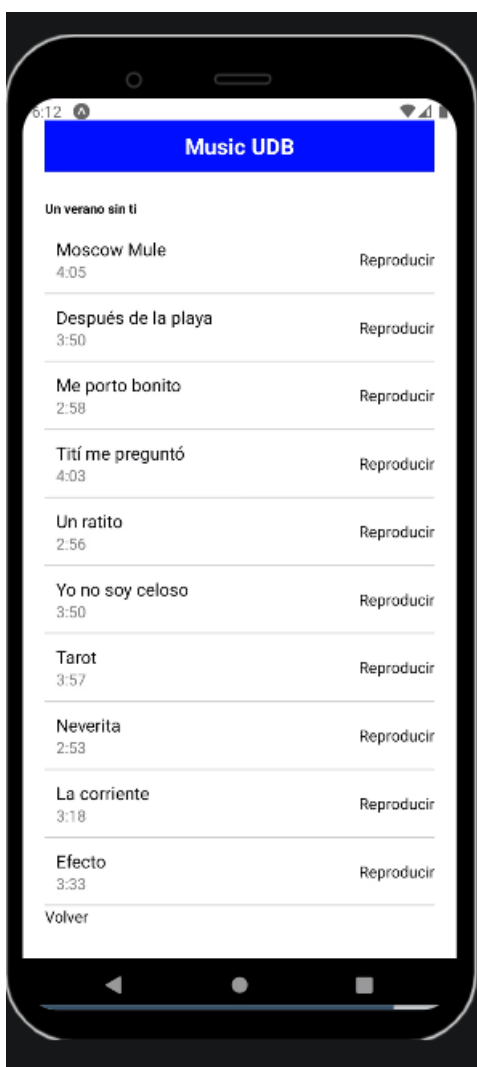 6:12
Music UDB
Un verano sin ti
Moscow Mule
4:05
Reproducir
Después de la playa
3:50
Reproducir
Me porto bonito
2:58
Reproducir
Tití me preguntó
4:03
Reproducir
Un ratito
2:56
Reproducir
Yo no soy celoso
3:50
Reproducir
Tarot
3:57
Reproducir
Neverita
2:53
Reproducir
La corriente
3:18
Reproducir
Efecto
3:33
Reproducir
Volver